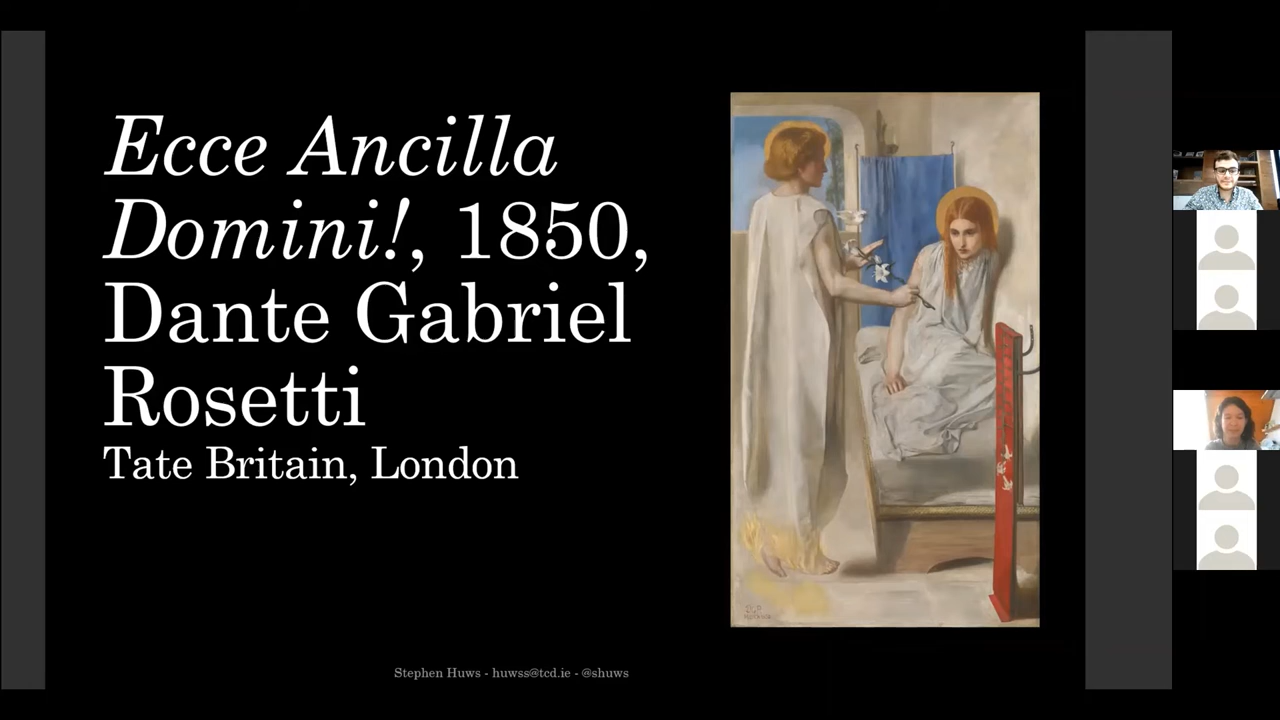 Ecce Ancilla
Domini!, 1850,
Dante Gabriel
Rosetti
Tate Britain, London
Stephen Huws - huwss@tcd.ie - @shuws